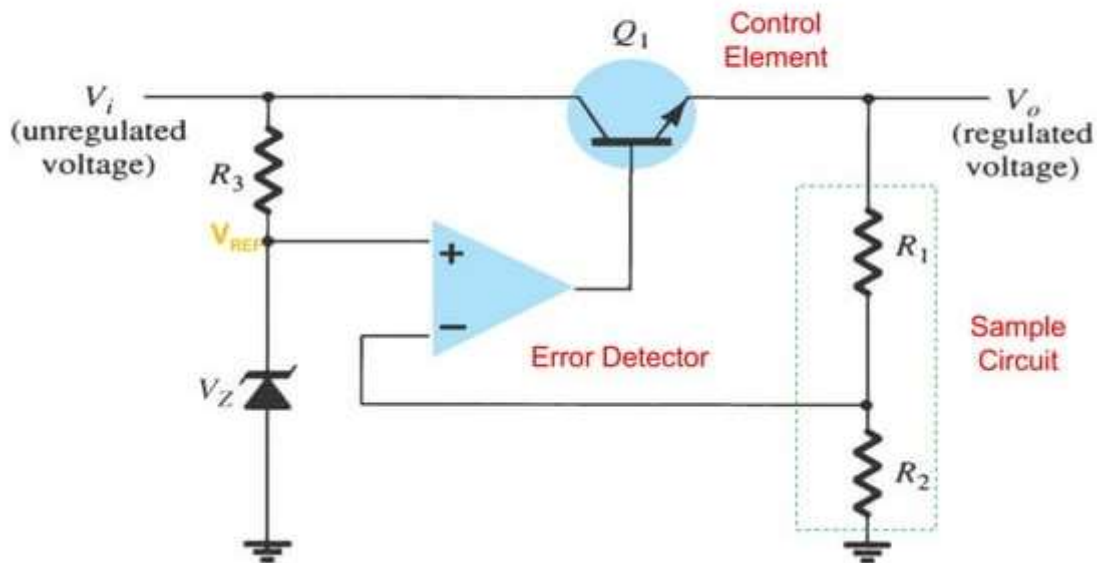 Q1
Control
Element
Vi
(unregulated
voltage)
Vo
(regulated
voltage)
R3
VREF
+
−
R1
Error Detector
Sample
Circuit
VZ
R2